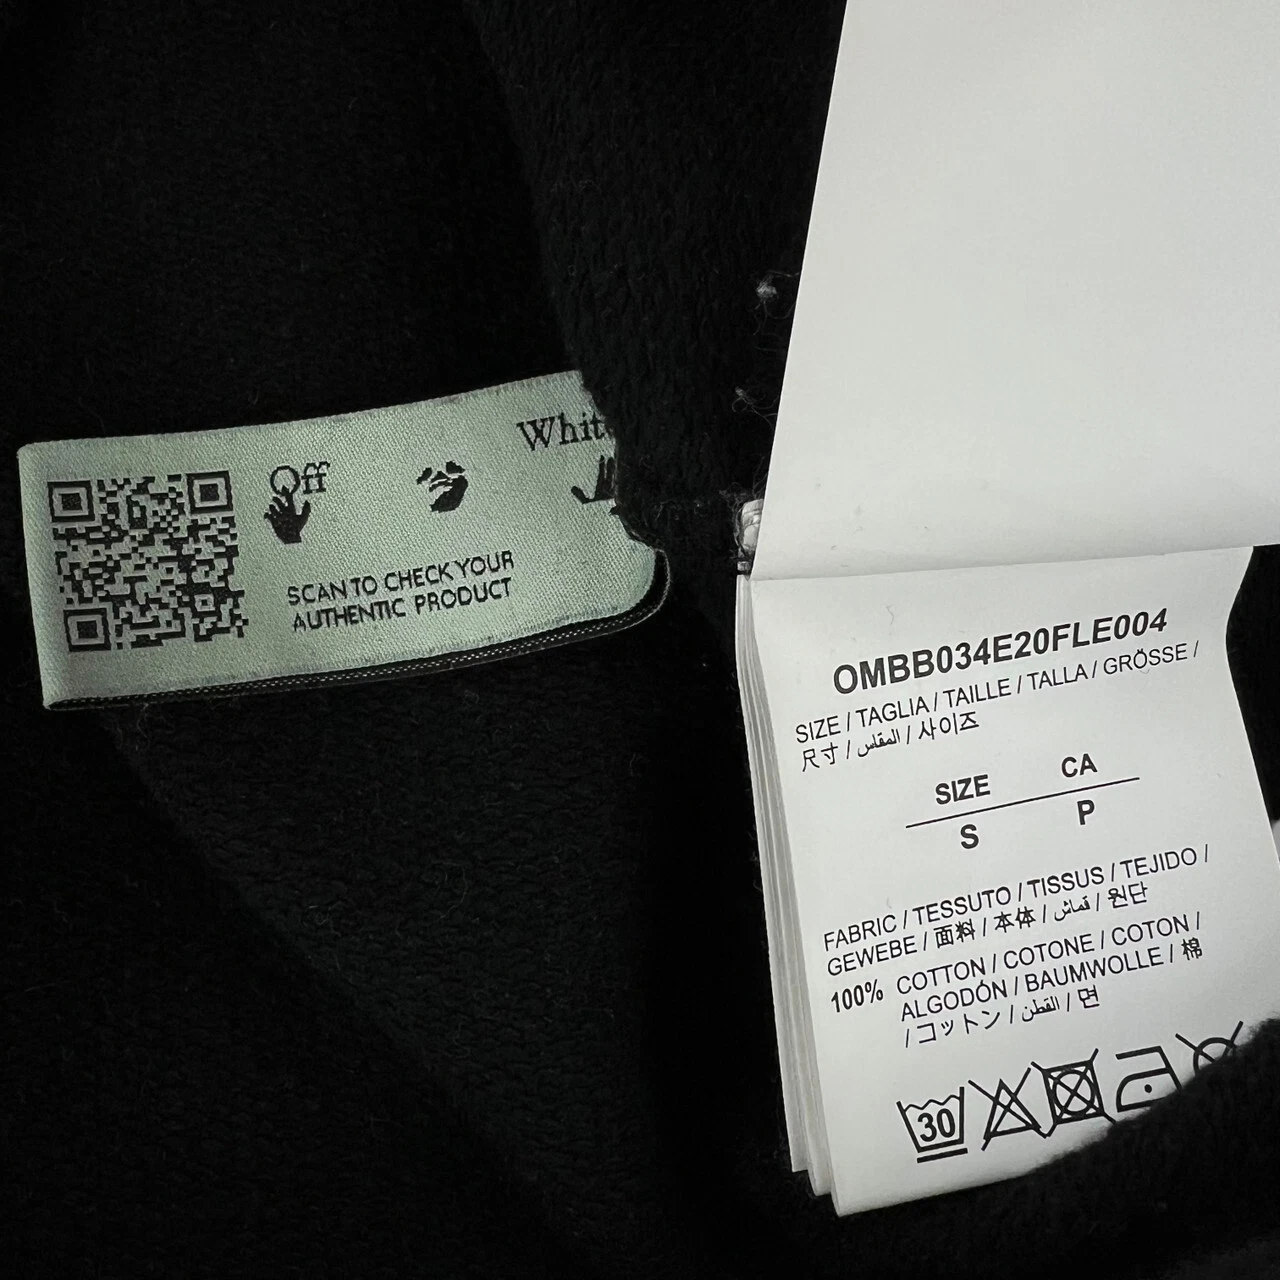 Off
Whit
SCAN TO CHECK YOUR
AUTHENTIC PRODUCT
OMBB034E20FLE004
SIZE / TAGLIA / TAILLE / TALLA / GRÖSSE /
尺寸 / المقاس / 사이즈
SIZE CA
S P
FABRIC / TESSUTO / TISSUS / TEJIDO /
GEWEBE / 面料 / 本体 / قماش / 원단
100% COTTON / COTONE / COTON /
ALGODÓN / BAUMWOLLE / 棉
/ コットン / القطن / 면
30